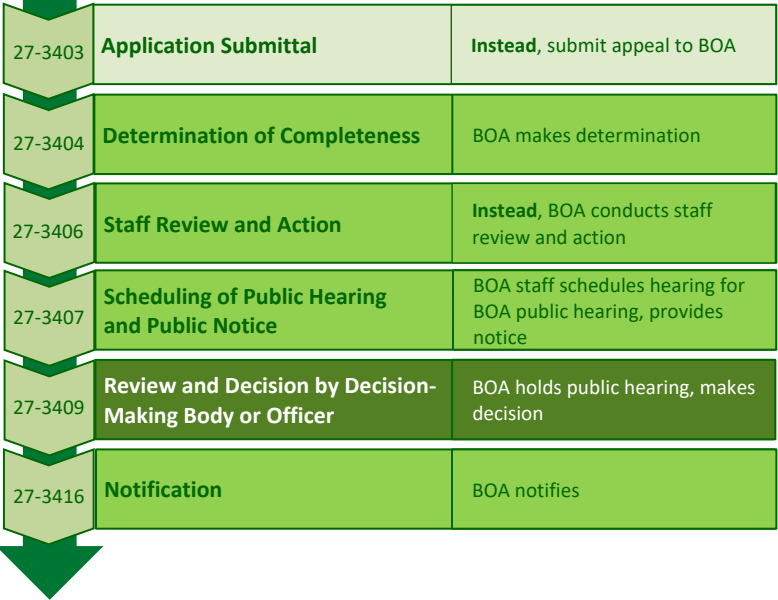 27-3403
Application Submittal
Instead, submit appeal to BOA
27-3404
Determination of Completeness
BOA makes determination
27-3406
Staff Review and Action
Instead, BOA conducts staff
review and action
27-3407
Scheduling of Public Hearing
and Public Notice
BOA staff schedules hearing for
BOA public hearing, provides
notice
27-3409
Review and Decision by Decision-
Making Body or Officer
BOA holds public hearing, makes
decision
27-3416
Notification
BOA notifies